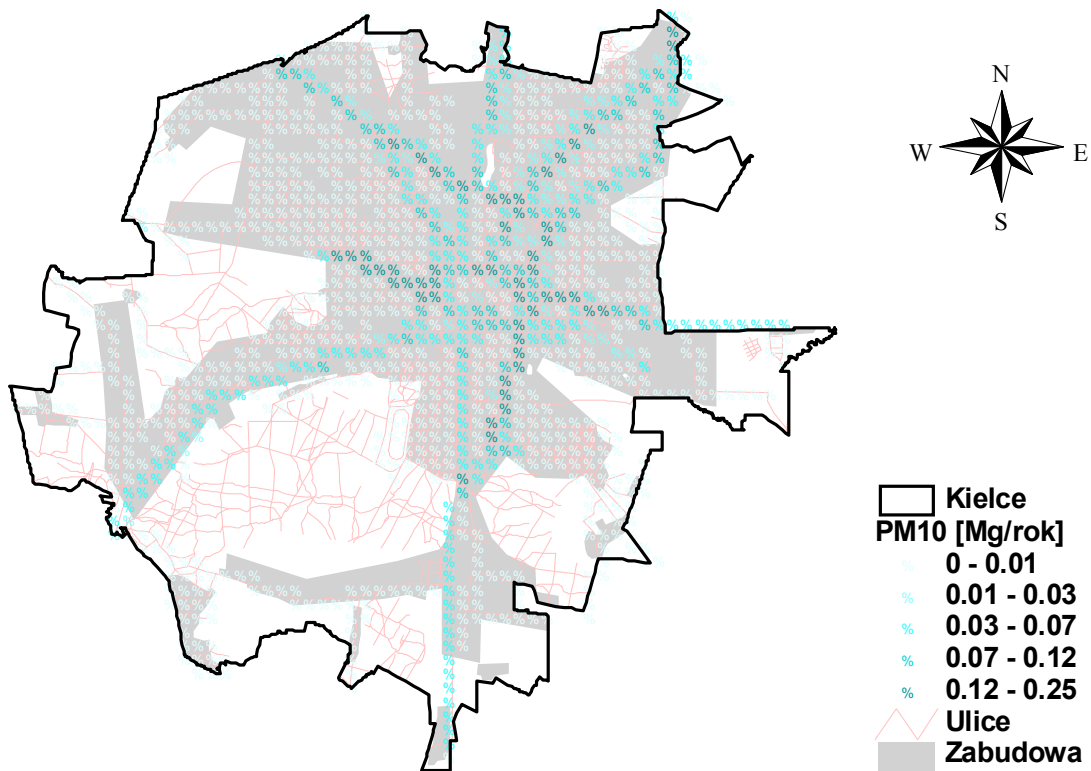 N
W E
S
Kielce
PM10 [Mg/rok]
% 0 - 0.01
% 0.01 - 0.03
% 0.03 - 0.07
% 0.07 - 0.12
% 0.12 - 0.25
Ulice
Zabudowa